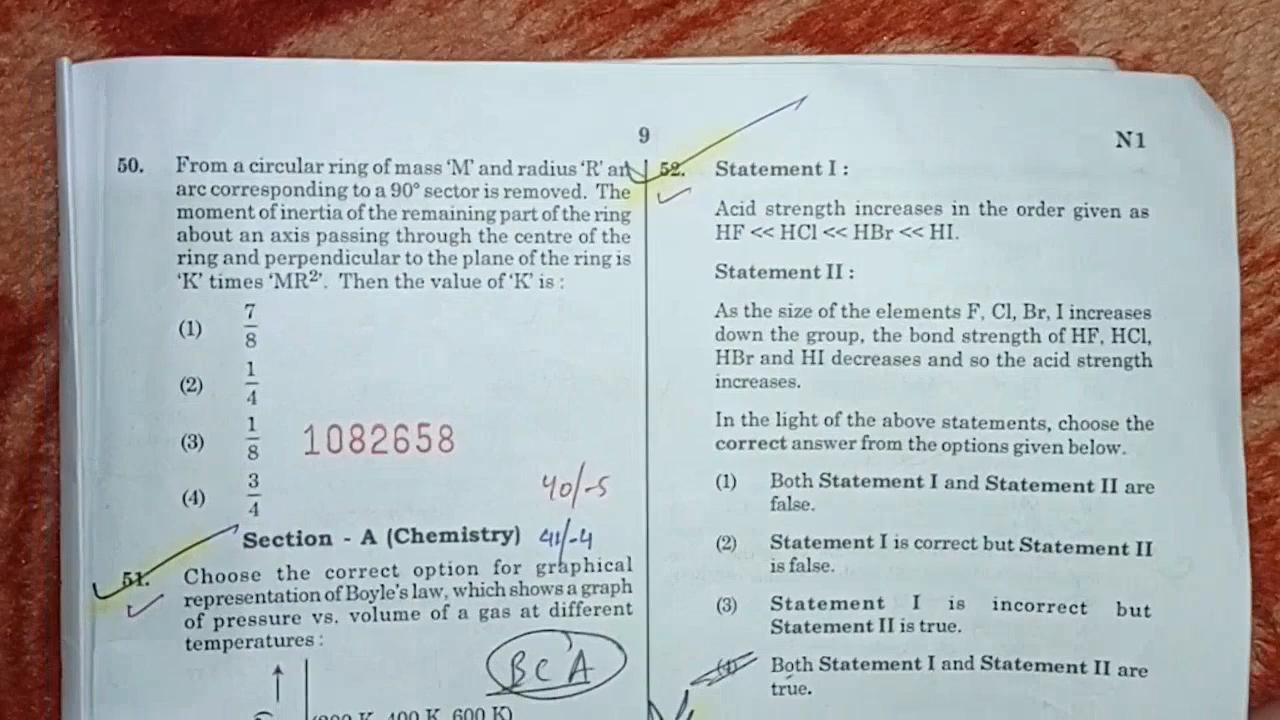 9
N1
50. From a circular ring of mass 'M' and radius 'R' an
arc corresponding to a 90° sector is removed. The
moment of inertia of the remaining part of the ring
about an axis passing through the centre of the
ring and perpendicular to the plane of the ring is
'K' times 'MR²'. Then the value of 'K' is :
(1) 7/8
(2) 1/4
(3) 1/8
1082658
(4) 3/4
40/-5
Section - A (Chemistry)
41/-4
51. Choose the correct option for graphical
representation of Boyle's law, which shows a graph
of pressure vs. volume of a gas at different
temperatures :
BCA
400 K, 600 K)
52. Statement I :
Acid strength increases in the order given as
HF << HCl << HBr << HI.
Statement II :
As the size of the elements F, Cl, Br, I increases
down the group, the bond strength of HF, HCl,
HBr and HI decreases and so the acid strength
increases.
In the light of the above statements, choose the
correct answer from the options given below.
(1) Both Statement I and Statement II are
false.
(2) Statement I is correct but Statement II
is false.
(3) Statement I is incorrect but
Statement II is true.
(4) Both Statement I and Statement II are
true.